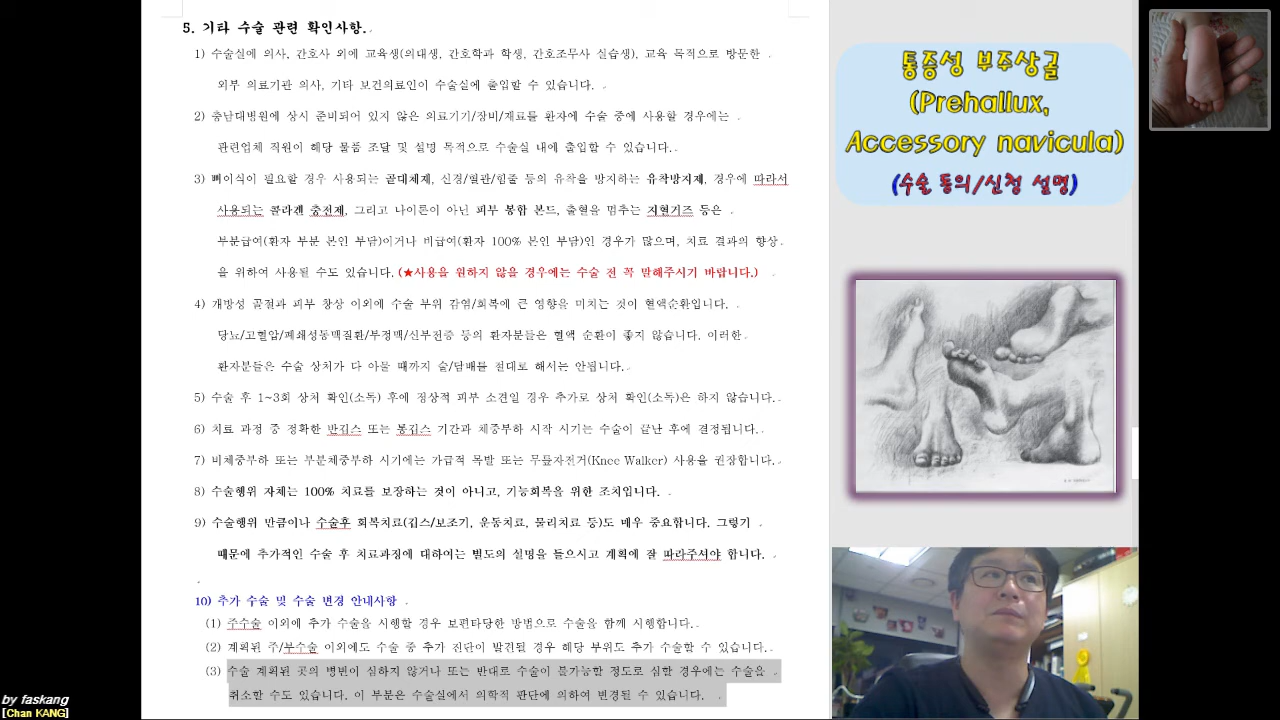 5. 기타 수술 관련 확인사항.
1) 수술실에 의사, 간호사 외에 교육생(의대생, 간호학과 학생, 간호조무사 실습생), 교육 목적으로 방문한
외부 의료기관 의사, 기타 보건의료인이 수술실에 출입할 수 있습니다.
2) 충남대병원에 상시 준비되어 있지 않은 의료기기/장비/재료를 환자에 수술 중에 사용할 경우에는
관련업체 직원이 해당 물품 조달 및 설명 목적으로 수술실 내에 출입할 수 있습니다.
3) 뼈이식이 필요할 경우 사용되는 골대체제, 신경/혈관/힘줄 등의 유착을 방지하는 유착방지제, 경우에 따라서
사용되는 콜라겐 충전제, 그리고 나이론이 아닌 피부 봉합 본드, 출혈을 멈추는 지혈거즈 등은
부분급여(환자 부분 본인 부담)이거나 비급여(환자 100% 본인 부담)인 경우가 많으며, 치료 결과의 향상
을 위하여 사용될 수도 있습니다. (★사용을 원하지 않을 경우에는 수술 전 꼭 말해주시기 바랍니다.)
4) 개방성 골절과 피부 창상 이외에 수술 부위 감염/회복에 큰 영향을 미치는 것이 혈액순환입니다.
당뇨/고혈압/폐쇄성동맥질환/부정맥/신부전증 등의 환자분들은 혈액 순환이 좋지 않습니다. 이러한
환자분들은 수술 상처가 다 아물 때까지 술/담배를 절대로 해서는 안됩니다.
5) 수술 후 1~3회 상처 확인(소독) 후에 정상적 피부 소견일 경우 추가로 상처 확인(소독)은 하지 않습니다.
6) 치료 과정 중 정확한 반깁스 또는 통깁스 기간과 체중부하 시작 시기는 수술이 끝난 후에 결정됩니다.
7) 비체중부하 또는 부분체중부하 시기에는 가급적 목발 또는 무릎자전거(Knee Walker) 사용을 권장합니다.
8) 수술행위 자체는 100% 치료를 보장하는 것이 아니고, 기능회복을 위한 조치입니다.
9) 수술행위 만큼이나 수술후 회복치료(깁스/보조기, 운동치료, 물리치료 등)도 매우 중요합니다. 그렇기
때문에 추가적인 수술 후 치료과정에 대하여는 별도의 설명을 들으시고 계획에 잘 따라주셔야 합니다.
10) 추가 수술 및 수술 변경 안내사항
(1) 주수술 이외에 추가 수술을 시행할 경우 보편타당한 방법으로 수술을 함께 시행합니다.
(2) 계획된 주/부수술 이외에도 수술 중 추가 진단이 발견될 경우 해당 부위도 추가 수술할 수 있습니다.
(3) 수술 계획된 곳의 병변이 심하지 않거나 또는 반대로 수술이 불가능할 정도로 심할 경우에는 수술을
취소할 수도 있습니다. 이 부분은 수술실에서 의학적 판단에 의하여 변경될 수 있습니다.
통증성 부주상골
(Prehallux,
Accessory navicula)
(수술 동의/신청 설명)
by faskang
[Chan KANG]